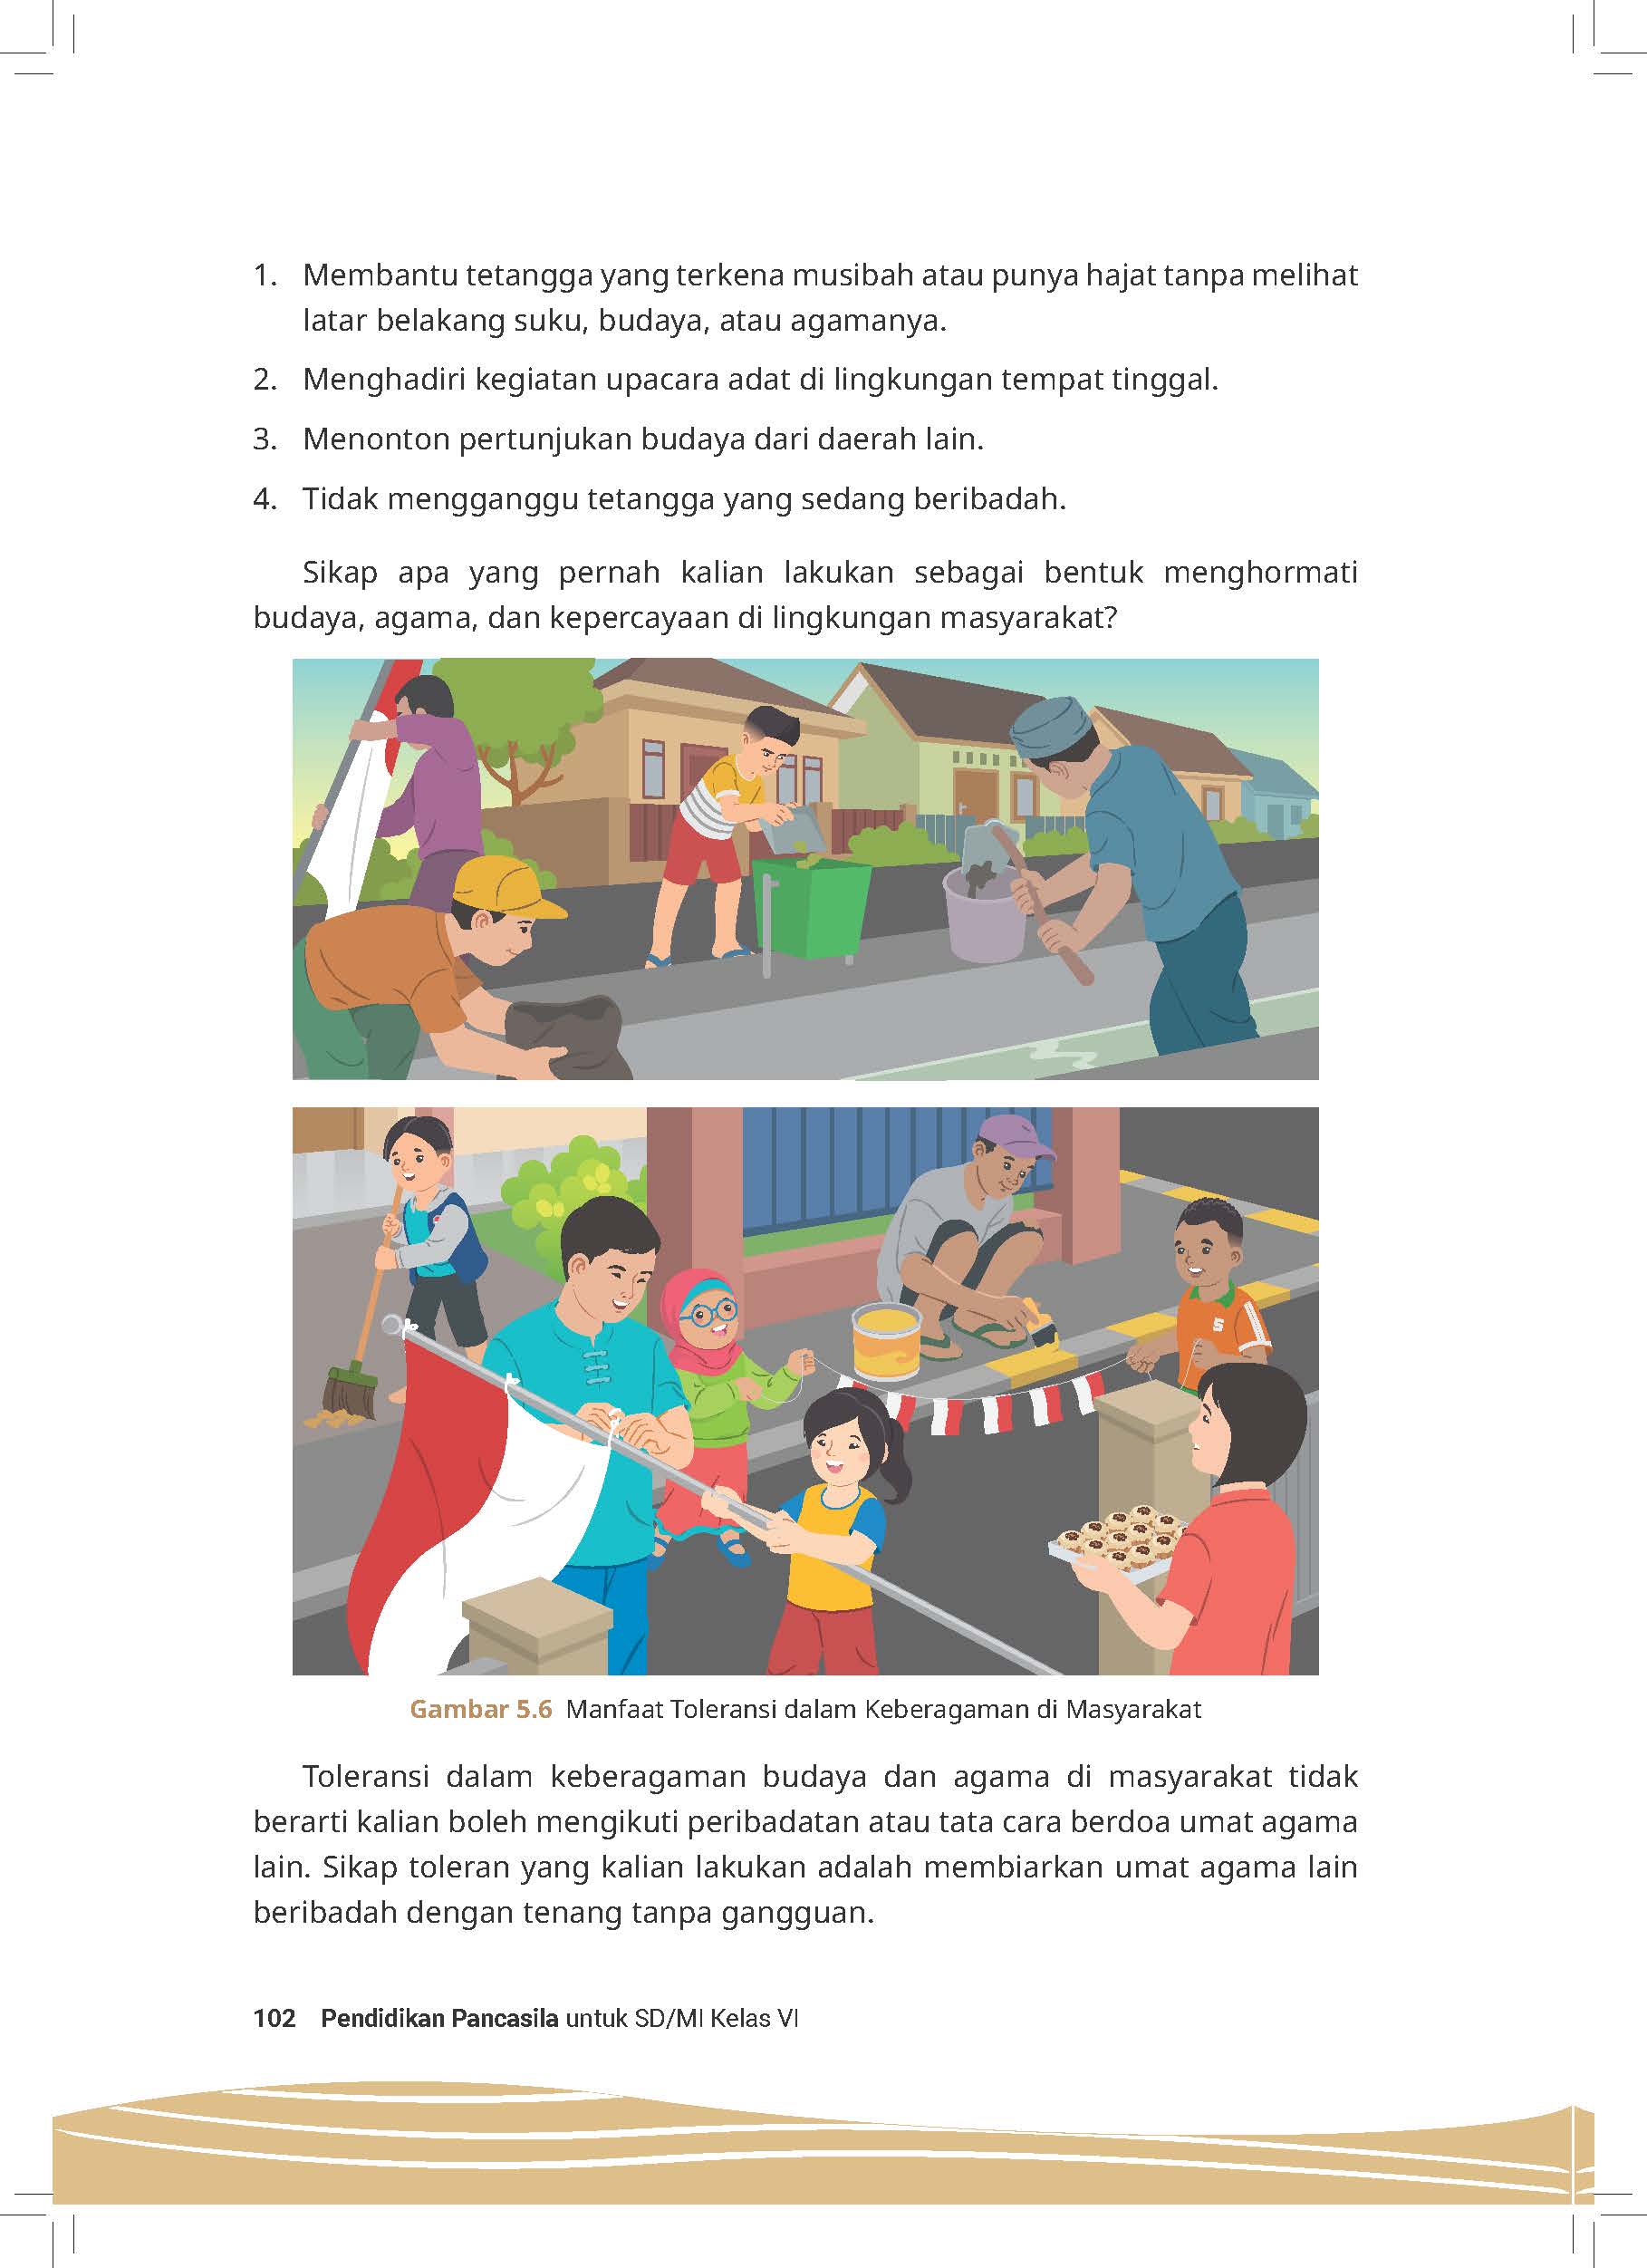 1. Membantu tetangga yang terkena musibah atau punya hajat tanpa melihat
latar belakang suku, budaya, atau agamanya.
2. Menghadiri kegiatan upacara adat di lingkungan tempat tinggal.
3. Menonton pertunjukan budaya dari daerah lain.
4. Tidak mengganggu tetangga yang sedang beribadah.
Sikap apa yang pernah kalian lakukan sebagai bentuk menghormati
budaya, agama, dan kepercayaan di lingkungan masyarakat?
5
Gambar 5.6 Manfaat Toleransi dalam Keberagaman di Masyarakat
Toleransi dalam keberagaman budaya dan agama di masyarakat tidak
berarti kalian boleh mengikuti peribadatan atau tata cara berdoa umat agama
lain. Sikap toleran yang kalian lakukan adalah membiarkan umat agama lain
beribadah dengan tenang tanpa gangguan.
102 Pendidikan Pancasila untuk SD/MI Kelas VI